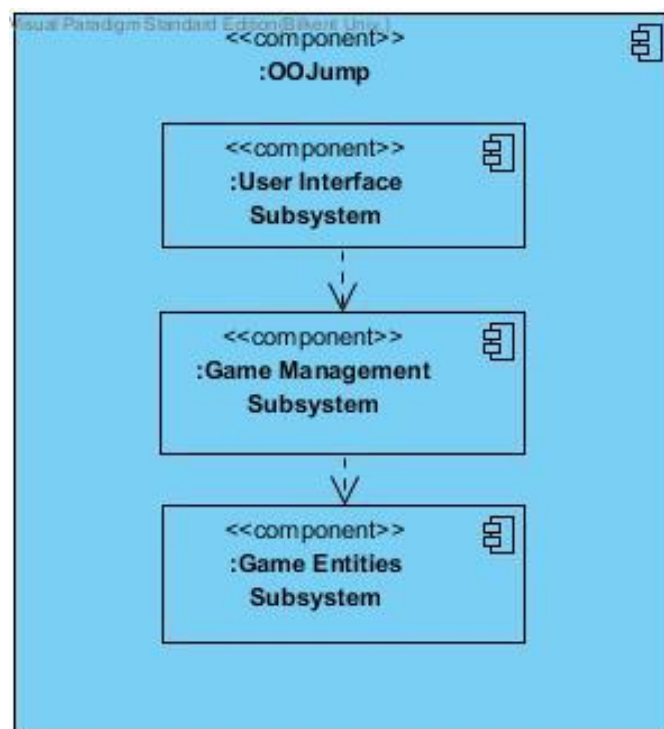 Visual Paradigm Standard Edition(Bilkent Univ.)
<<component>>
:OOJump
<<component>>
:User Interface
Subsystem
<<component>>
:Game Management
Subsystem
<<component>>
:Game Entities
Subsystem